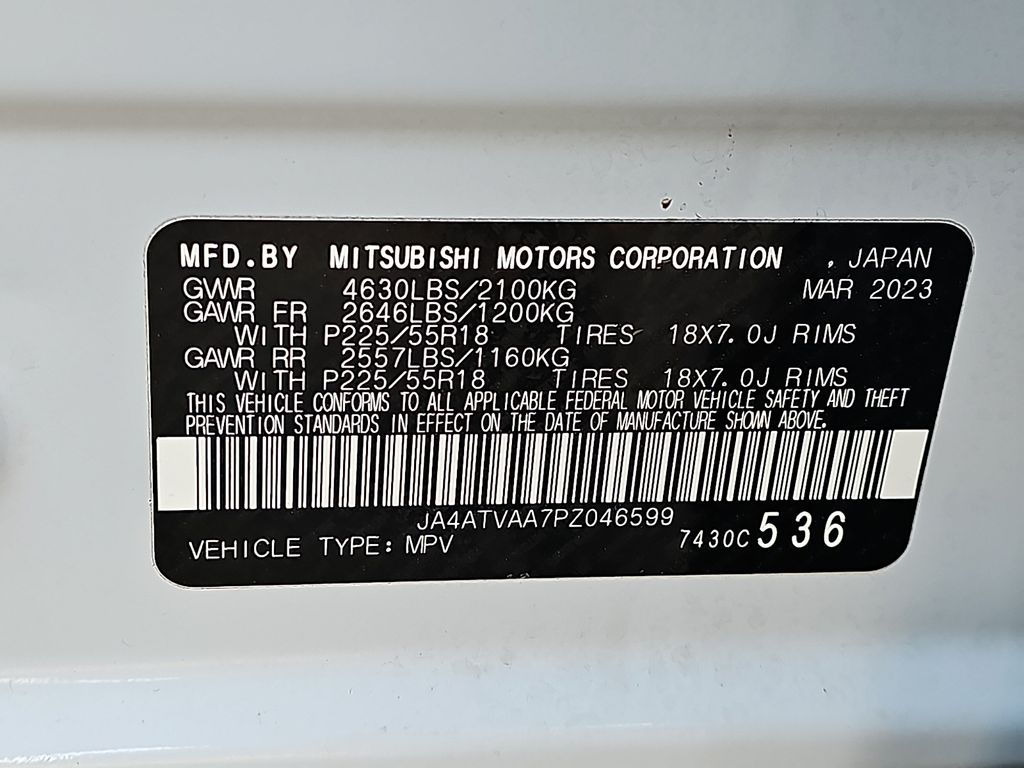 MFD.BY MITSUBISHI MOTORS CORPORATION , JAPAN
GVWR 4630LBS/2100KG MAR 2023
GAWR FR 2646LBS/1200KG
WITH P225/55R18 TIRES 18X7.0J RIMS
GAWR RR 2557LBS/1160KG
WITH P225/55R18 TIRES 18X7.0J RIMS
THIS VEHICLE CONFORMS TO ALL APPLICABLE FEDERAL MOTOR VEHICLE SAFETY AND THEFT
PREVENTION STANDARDS IN EFFECT ON THE DATE OF MANUFACTURE SHOWN ABOVE.
JA4ATVAA7PZ046599
VEHICLE TYPE: MPV 7430C 536